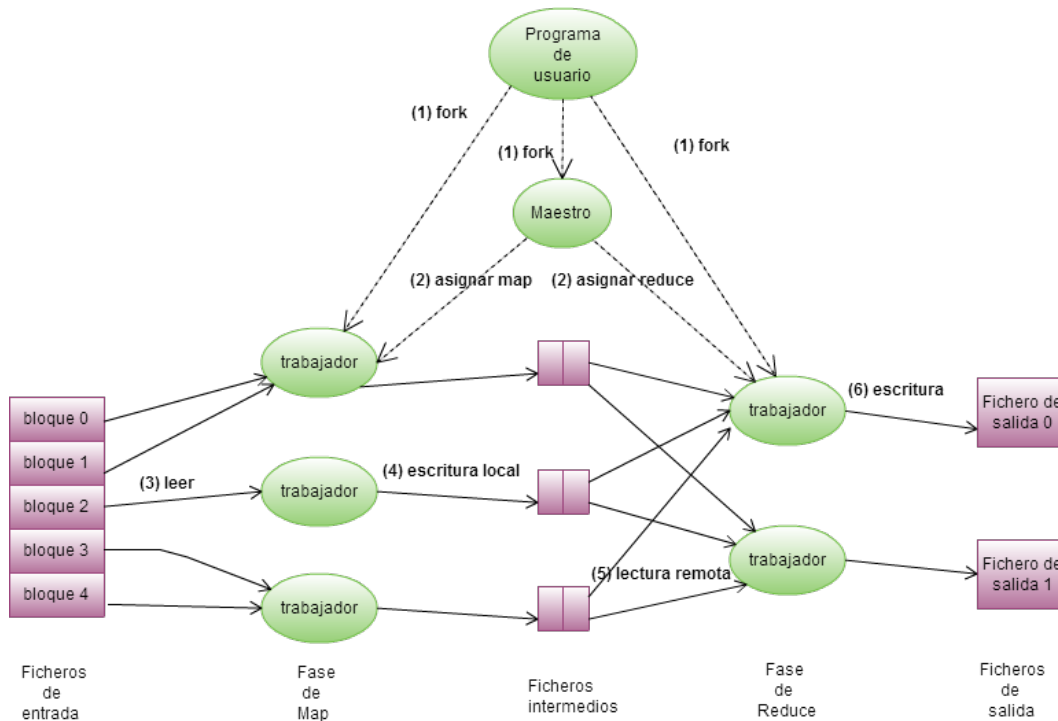 Programa
de
usuario
(1) fork
(1) fork
(1) fork
Maestro
(2) asignar map
(2) asignar reduce
trabajador
bloque 0
bloque 1
bloque 2
bloque 3
bloque 4
(3) leer
trabajador
(4) escritura local
trabajador
(5) lectura remota
trabajador
trabajador
(6) escritura
Fichero de
salida 0
Fichero de
salida 1
Ficheros
de
entrada
Fase
de
Map
Ficheros
intermedios
Fase
de
Reduce
Ficheros
de
salida